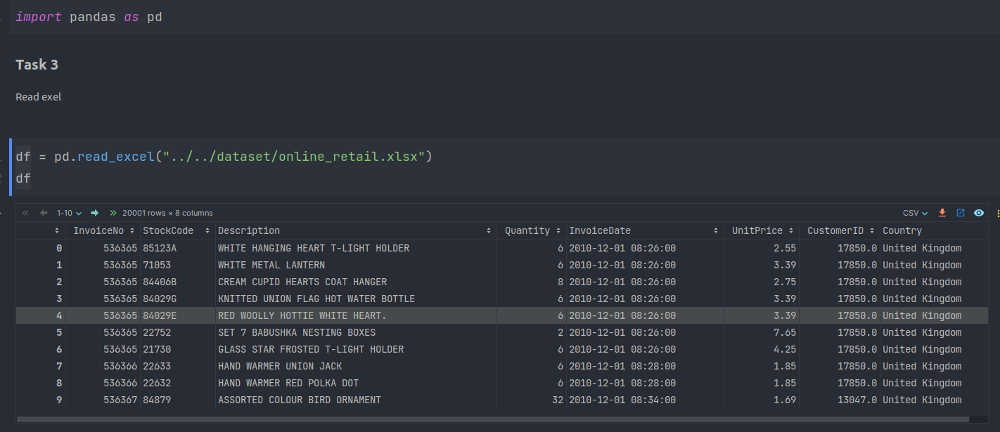 import pandas as pd
Task 3
Read exel
df = pd.read_excel("../../dataset/online_retail.xlsx")
df
1-10 20001 rows × 8 columns CSV
InvoiceNo StockCode Description Quantity InvoiceDate UnitPrice CustomerID Country
0 536365 85123A WHITE HANGING HEART T-LIGHT HOLDER 6 2010-12-01 08:26:00 2.55 17850.0 United Kingdom
1 536365 71053 WHITE METAL LANTERN 6 2010-12-01 08:26:00 3.39 17850.0 United Kingdom
2 536365 84406B CREAM CUPID HEARTS COAT HANGER 8 2010-12-01 08:26:00 2.75 17850.0 United Kingdom
3 536365 84029G KNITTED UNION FLAG HOT WATER BOTTLE 6 2010-12-01 08:26:00 3.39 17850.0 United Kingdom
4 536365 84029E RED WOOLLY HOTTIE WHITE HEART. 6 2010-12-01 08:26:00 3.39 17850.0 United Kingdom
5 536365 22752 SET 7 BABUSHKA NESTING BOXES 2 2010-12-01 08:26:00 7.65 17850.0 United Kingdom
6 536365 21730 GLASS STAR FROSTED T-LIGHT HOLDER 6 2010-12-01 08:26:00 4.25 17850.0 United Kingdom
7 536366 22633 HAND WARMER UNION JACK 6 2010-12-01 08:28:00 1.85 17850.0 United Kingdom
8 536366 22632 HAND WARMER RED POLKA DOT 6 2010-12-01 08:28:00 1.85 17850.0 United Kingdom
9 536367 84879 ASSORTED COLOUR BIRD ORNAMENT 32 2010-12-01 08:34:00 1.69 13047.0 United Kingdom